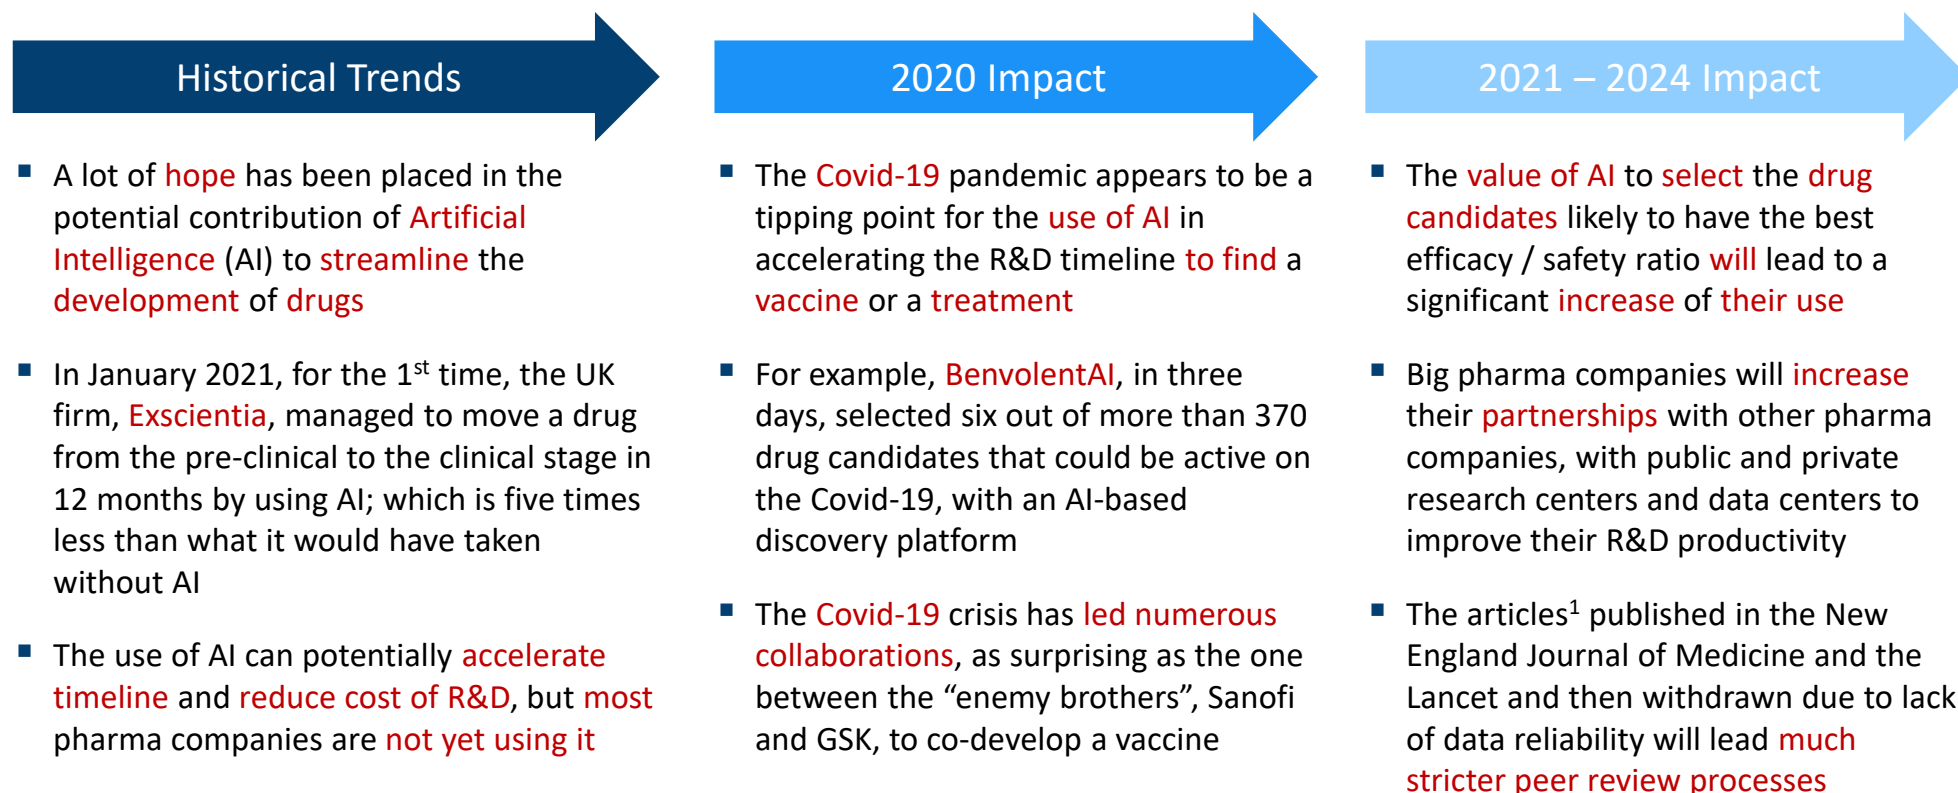 Historical Trends
A lot of hope has been placed in the
potential contribution of Artificial
Intelligence (AI) to streamline the
development of drugs
In January 2021, for the 1st time, the UK
firm, Exscientia, managed to move a drug
from the pre-clinical to the clinical stage in
12 months by using AI; which is five times
less than what it would have taken
without AI
The use of AI can potentially accelerate
timeline and reduce cost of R&D, but most
pharma companies are not yet using it
2020 Impact
The Covid-19 pandemic appears to be a
tipping point for the use of AI in
accelerating the R&D timeline to find a
vaccine or a treatment
For example, BenvolentAI, in three
days, selected six out of more than 370
drug candidates that could be active on
the Covid-19, with an AI-based
discovery platform
The Covid-19 crisis has led numerous
collaborations, as surprising as the one
between the “enemy brothers”, Sanofi
and GSK, to co-develop a vaccine
2021 – 2024 Impact
The value of AI to select the drug
candidates likely to have the best
efficacy / safety ratio will lead to a
significant increase of their use
Big pharma companies will increase
their partnerships with other pharma
companies, with public and private
research centers and data centers to
improve their R&D productivity
The articles1 published in the New
England Journal of Medicine and the
Lancet and then withdrawn due to lack
of data reliability will lead much
stricter peer review processes